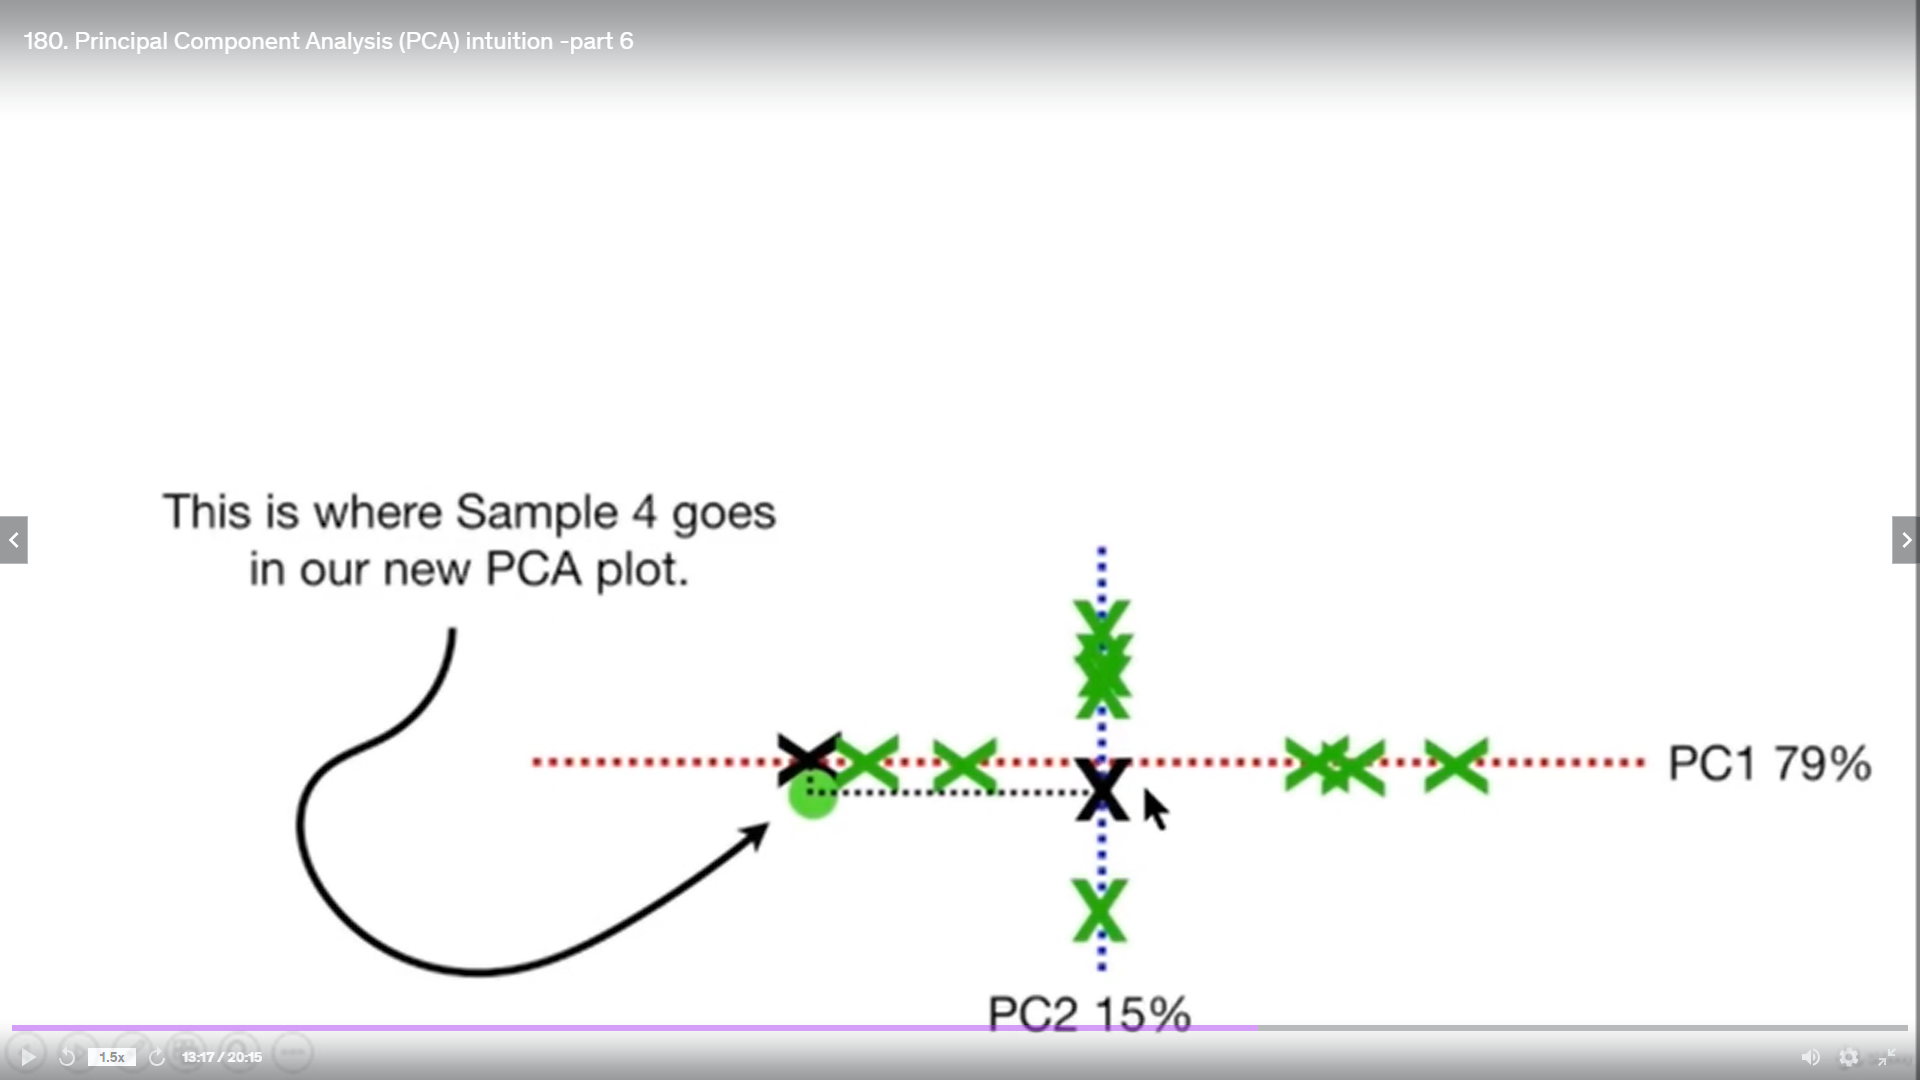 180. Principal Component Analysis (PCA) intuition -part 6
This is where Sample 4 goes
in our new PCA plot.
PC1 79%
PC2 15%
1.5x
13:17 / 20:15